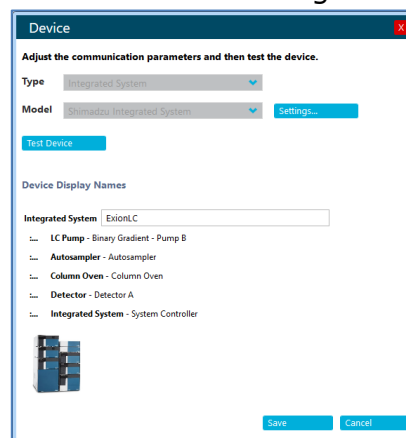 Device
X
Adjust the communication parameters and then test the device.
Type Integrated System
Model Shimadzu Integrated System Settings...
Test Device
Device Display Names
Integrated System ExionLC
LC Pump - Binary Gradient - Pump B
Autosampler - Autosampler
Column Oven - Column Oven
Detector - Detector A
Integrated System - System Controller
Save Cancel